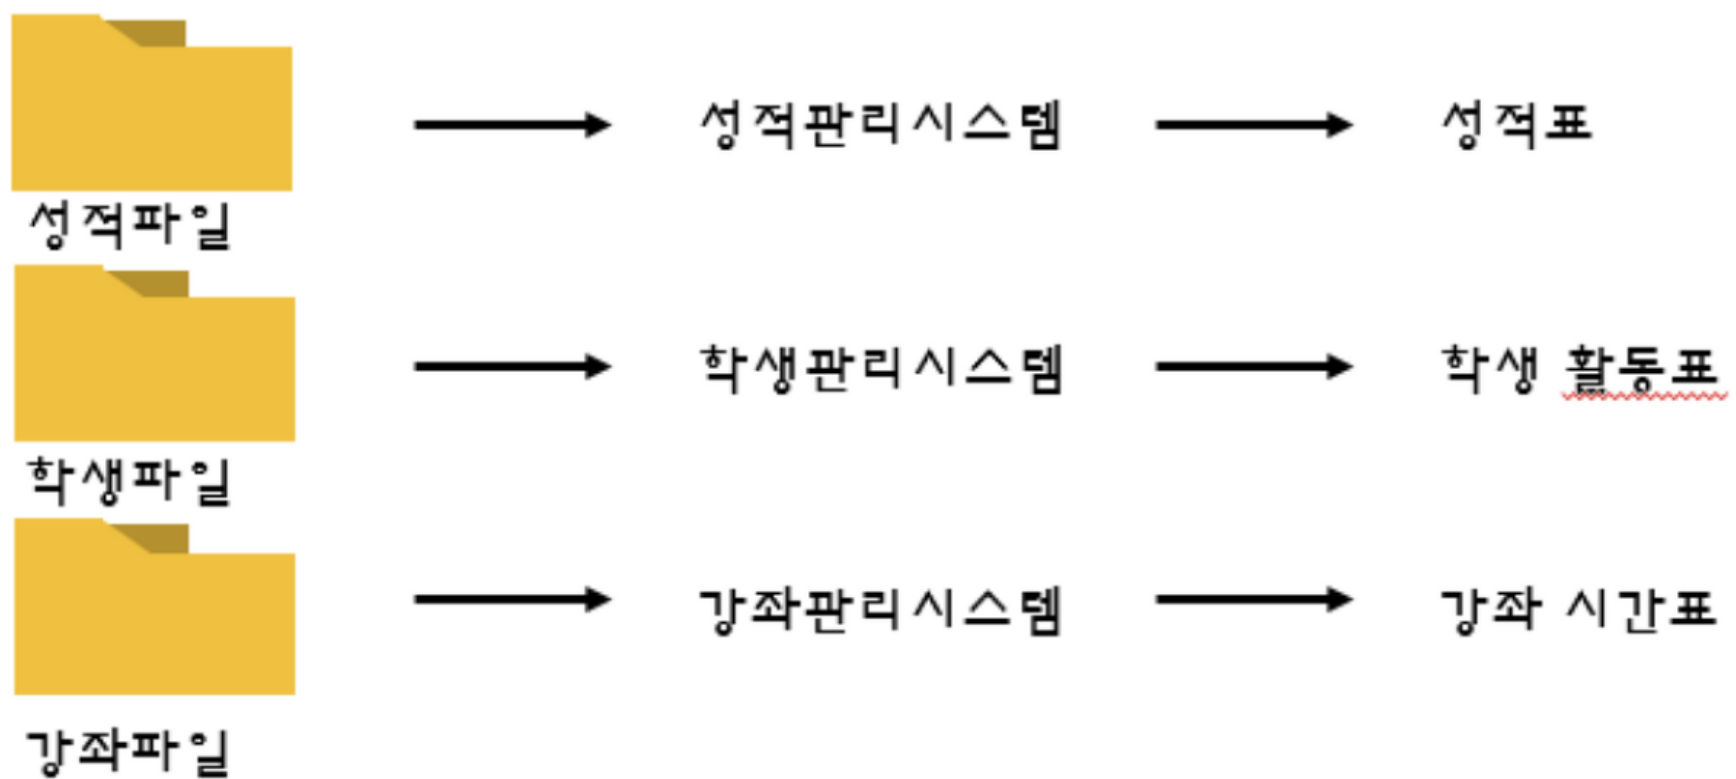 성적관리시스템 성적표
성적파일
학생관리시스템 학생 활동표
학생파일
강좌관리시스템 강좌 시간표
강좌파일